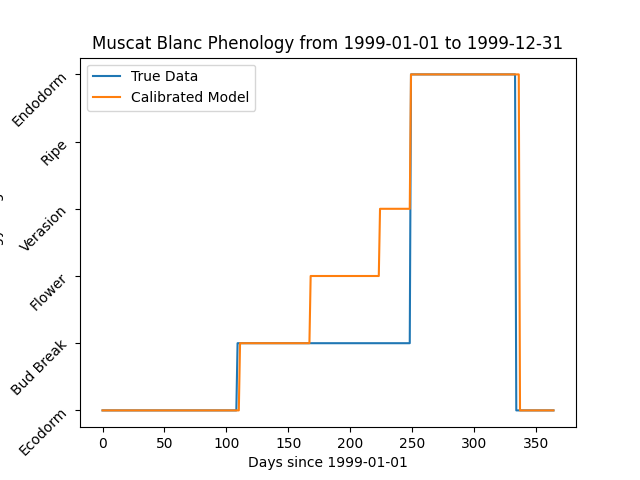 Muscat Blanc Phenology from 1999-01-01 to 1999-12-31
True Data
Calibrated Model
Endodorm
Ripe
Verasion
Flower
Bud Break
Ecodorm
0 50 100 150 200 250 300 350
Days since 1999-01-01